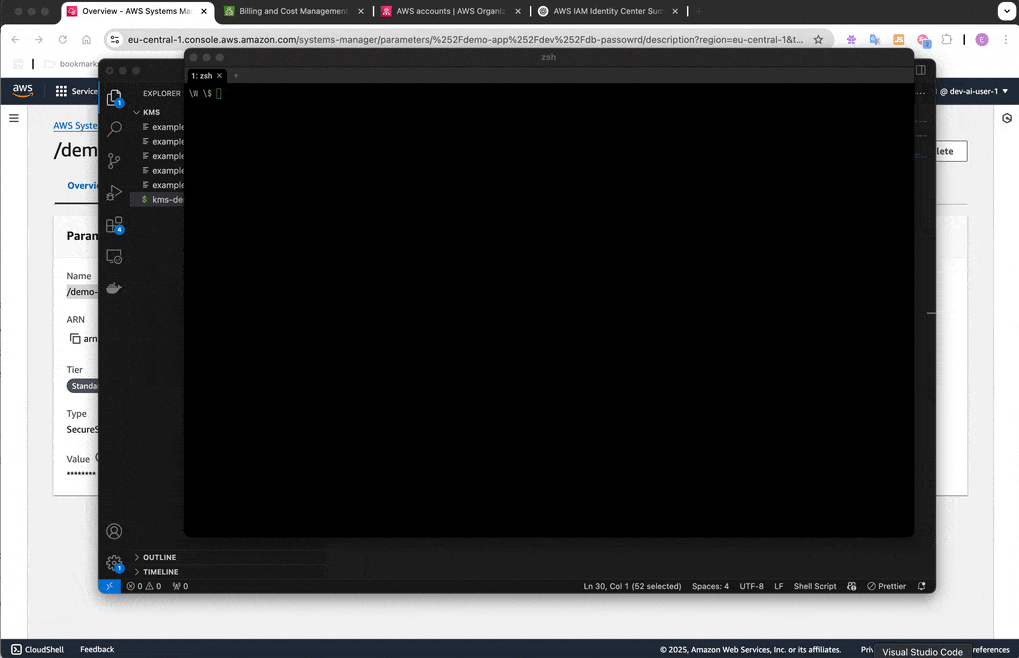 Overview - AWS Systems Ma
Billing and Cost Management
AWS accounts | AWS Organiz
AWS IAM Identity Center Sum
eu-central-1.console.aws.amazon.com/systems-manager/parameters/%252Fdemo-app%252Fdev%252Fdb-passowrd/description?region=eu-central-1&t...
bookmark
zsh
1: zsh
\W \$
aws
Service
@ dev-ai-user-1
AWS Syste
/dem
lete
Overvi
Param
Name
/demo-
ARN
arn
Tier
Standa
Type
SecureS
Value
********
EXPLORER
KMS
example
example
example
example
example
kms-de
OUTLINE
TIMELINE
1
4
1
0 0 0
Ln 30, Col 1 (52 selected)
Spaces: 4
UTF-8
LF
Shell Script
Prettier
CloudShell
Feedback
© 2025, Amazon Web Services, Inc. or its affiliates.
Pri
Visual Studio Code
references